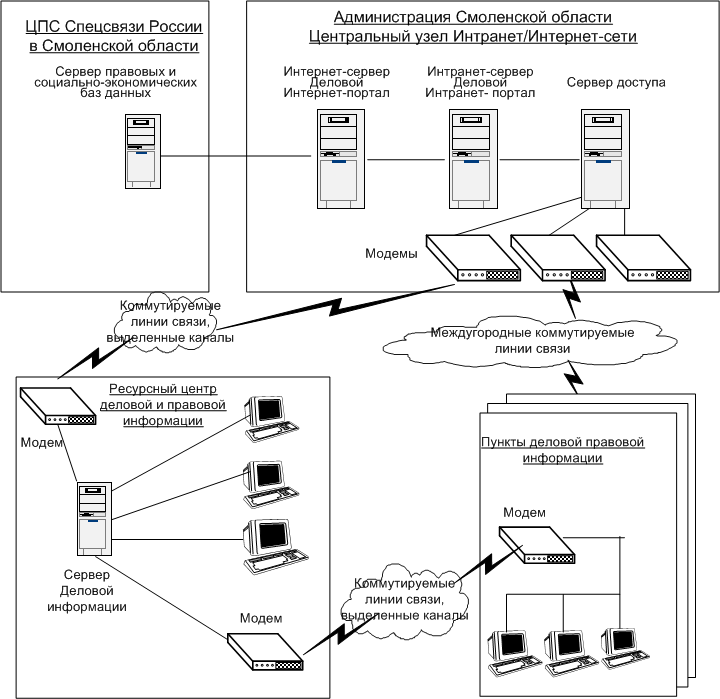 ЦПС Спецсвязи России
в Смоленской области
Сервер правовых и
социально-экономических
баз данных
Администрация Смоленской области
Центральный узел Интранет/Интернет-сети
Интернет-сервер
Деловой
Интернет-портал
Интранет-сервер
Деловой
Интранет- портал
Сервер доступа
Модемы
Коммутируемые
линии связи,
выделенные каналы
Междугородные коммутируемые
линии связи
Ресурсный центр
деловой и правовой
информации
Модем
Сервер
Деловой
информации
Модем
Коммутируемые
линии связи,
выделенные каналы
Пункты деловой правовой
информации
Модем